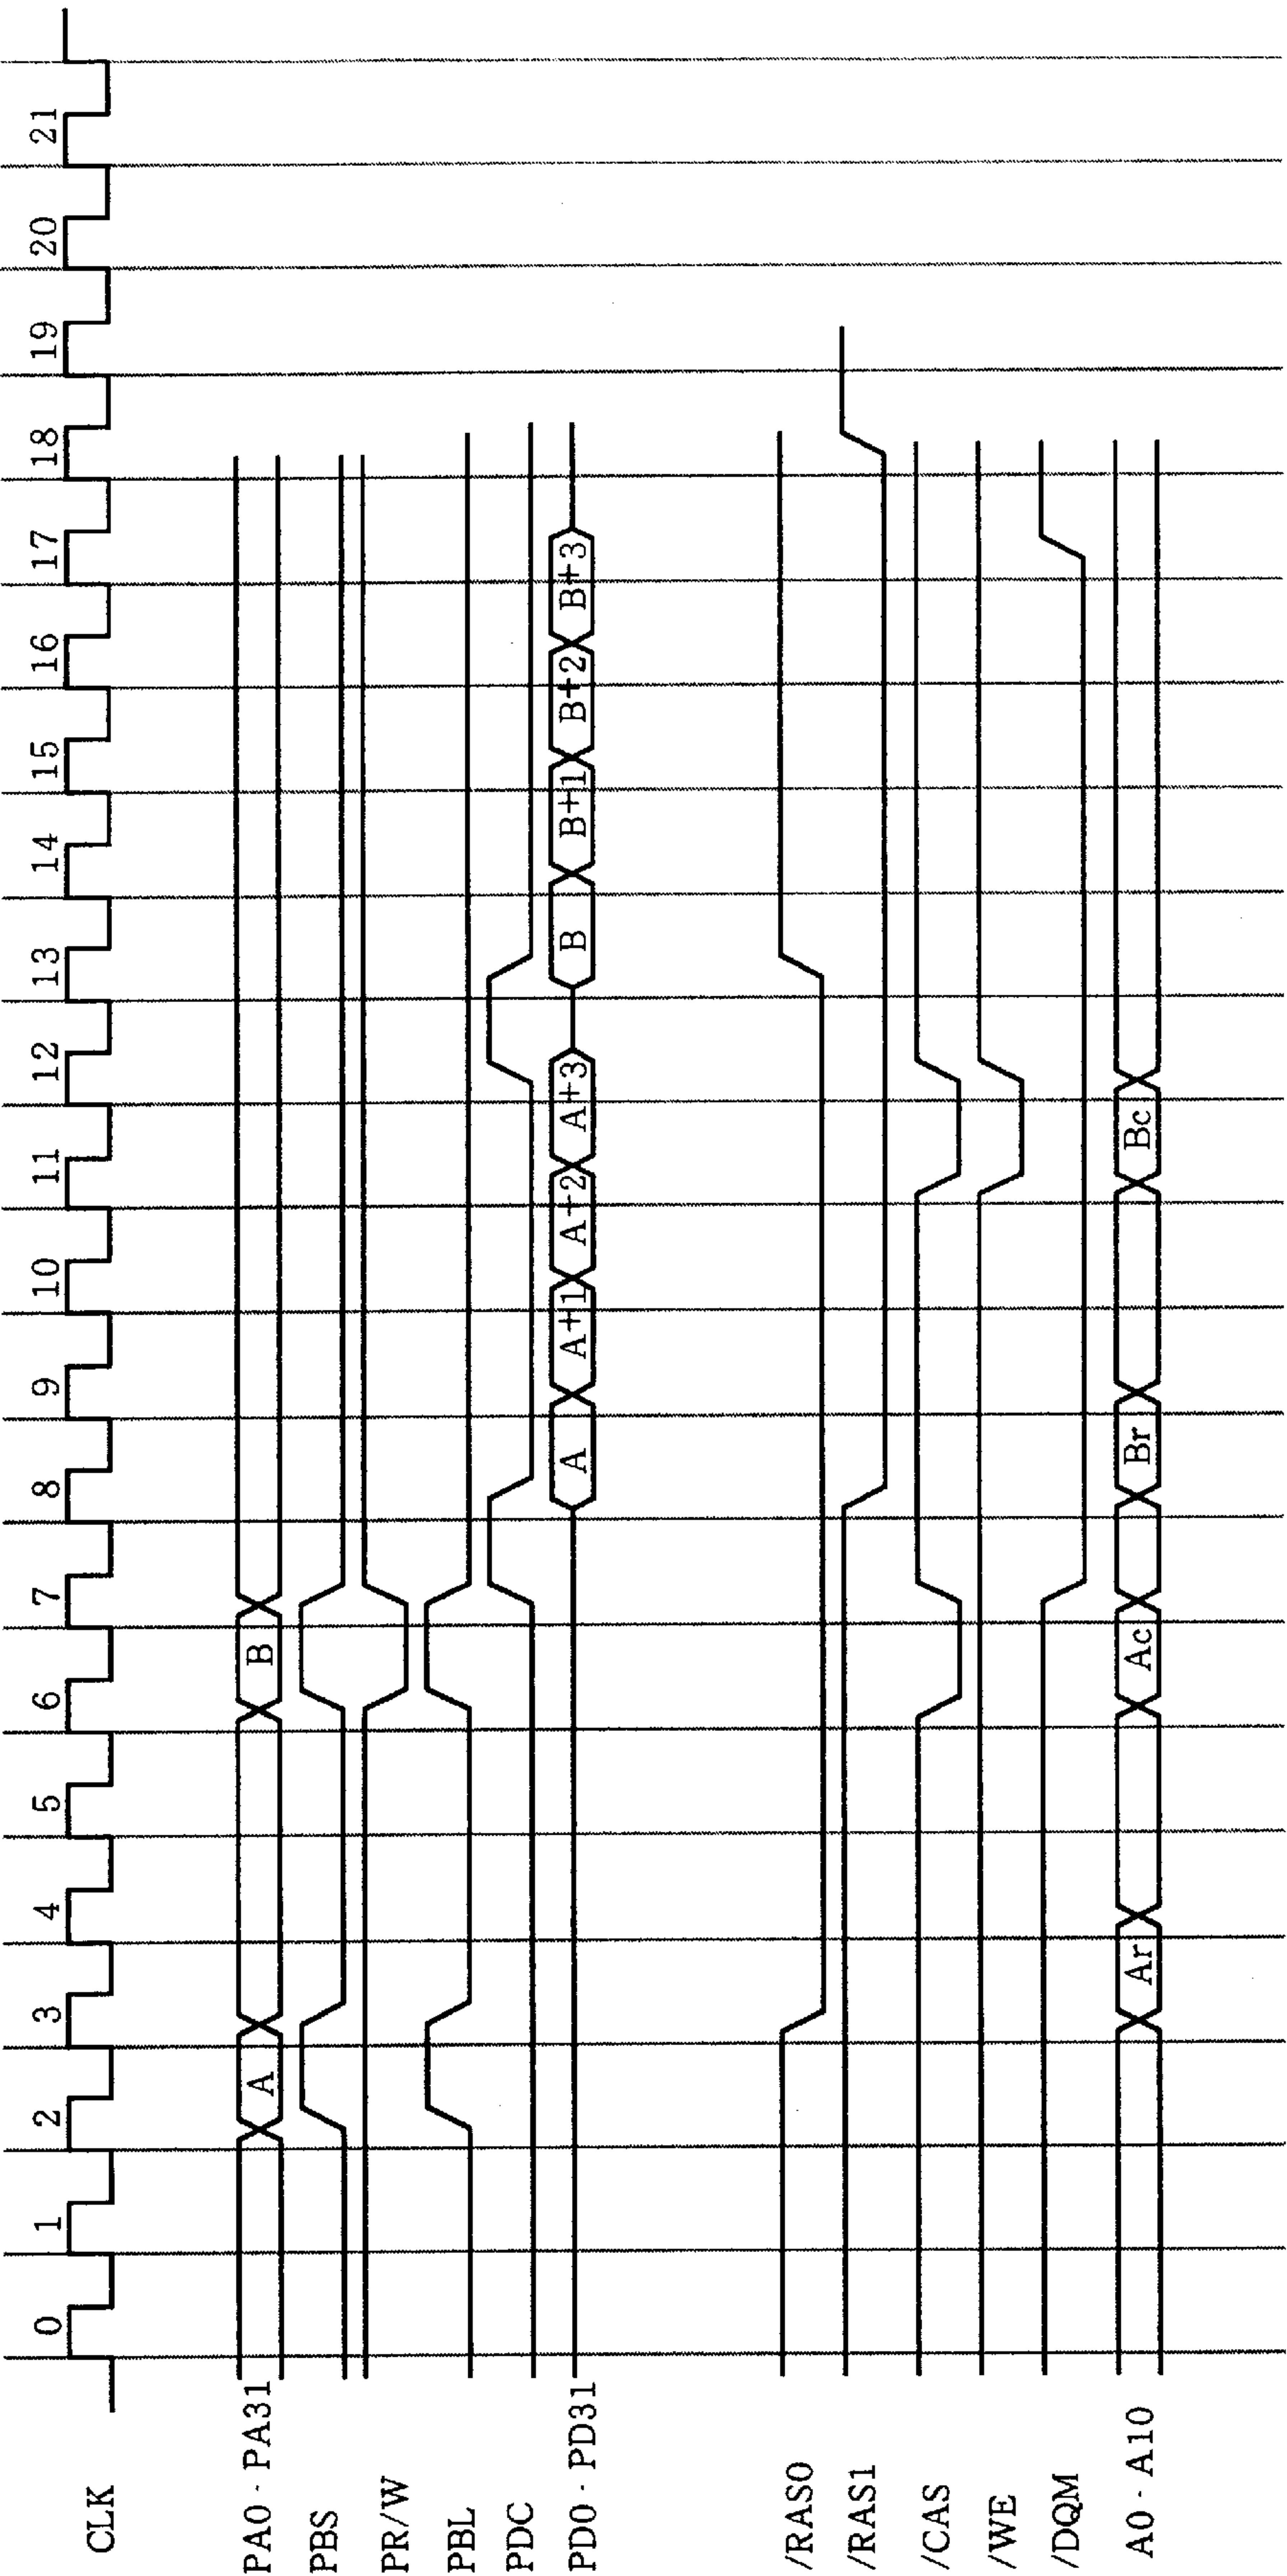 0 1 2 3 4 5 6 7 8 9 10 11 12 13 14 15 16 17 18 19 20 21
CLK
PA0 - PA31 A B
PBS
PR/W
PBL
PDC
PD0 - PD31 A A+1 A+2 A+3 B B+1 B+2 B+3
/RAS0
/RAS1
/CAS
/WE
/DQM
A0 - A10 Ar Ac Br Bc